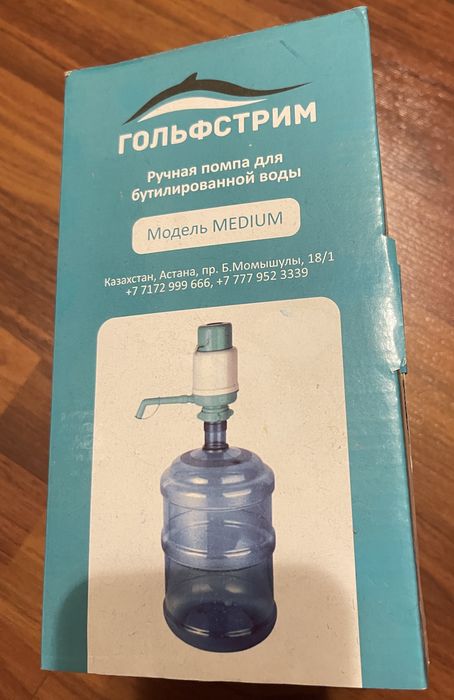 ГОЛЬФСТРИМ
Ручная помпа для
бутилированной воды
Модель MEDIUM
Казахстан, Астана, пр. Б.Момышулы, 18/1
+7 7172 999 666, +7 777 952 3339